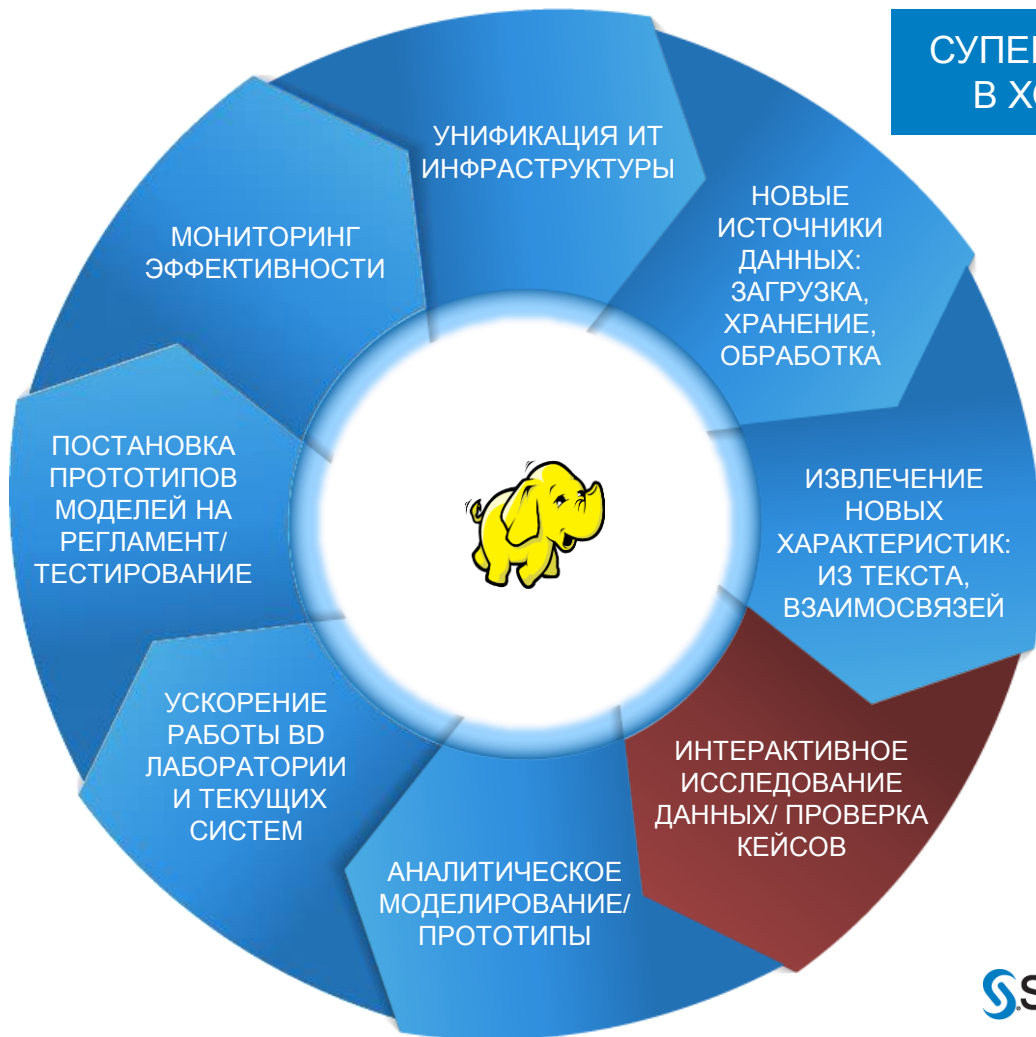 УНИФИКАЦИЯ ИТ
ИНФРАСТРУКТУРЫ
НОВЫЕ
ИСТОЧНИКИ
ДАННЫХ:
ЗАГРУЗКА,
ХРАНЕНИЕ,
ОБРАБОТКА
ИЗВЛЕЧЕНИЕ
НОВЫХ
ХАРАКТЕРИСТИК:
ИЗ ТЕКСТА,
ВЗАИМОСВЯЗЕЙ
ИНТЕРАКТИВНОЕ
ИССЛЕДОВАНИЕ
ДАННЫХ/ ПРОВЕРКА
КЕЙСОВ
АНАЛИТИЧЕСКОЕ
МОДЕЛИРОВАНИЕ/
ПРОТОТИПЫ
УСКОРЕНИЕ
РАБОТЫ BD
ЛАБОРАТОРИИ
И ТЕКУЩИХ
СИСТЕМ
ПОСТАНОВКА
ПРОТОТИПОВ
МОДЕЛЕЙ НА
РЕГЛАМЕНТ/
ТЕСТИРОВАНИЕ
МОНИТОРИНГ
ЭФФЕКТИВНОСТИ
В